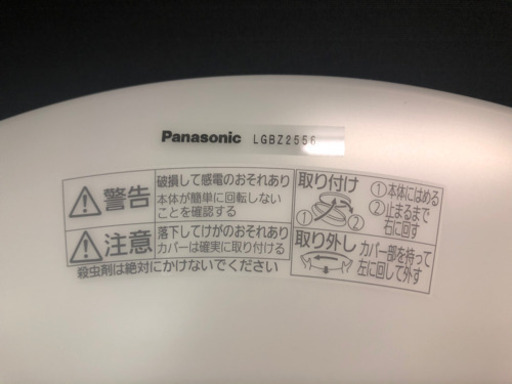 Panasonic LGBZ2556
警告
破損して感電のおそれあり
本体が簡単に回転しない
ことを確認する
注意
落下してけがのおそれあり
カバーは確実に取り付ける
殺虫剤は絶対にかけないでください
取り付け
①
②
①本体にはめる
②止まるまで
右に回す
取り外し
カバー部を持って
左に回して外す